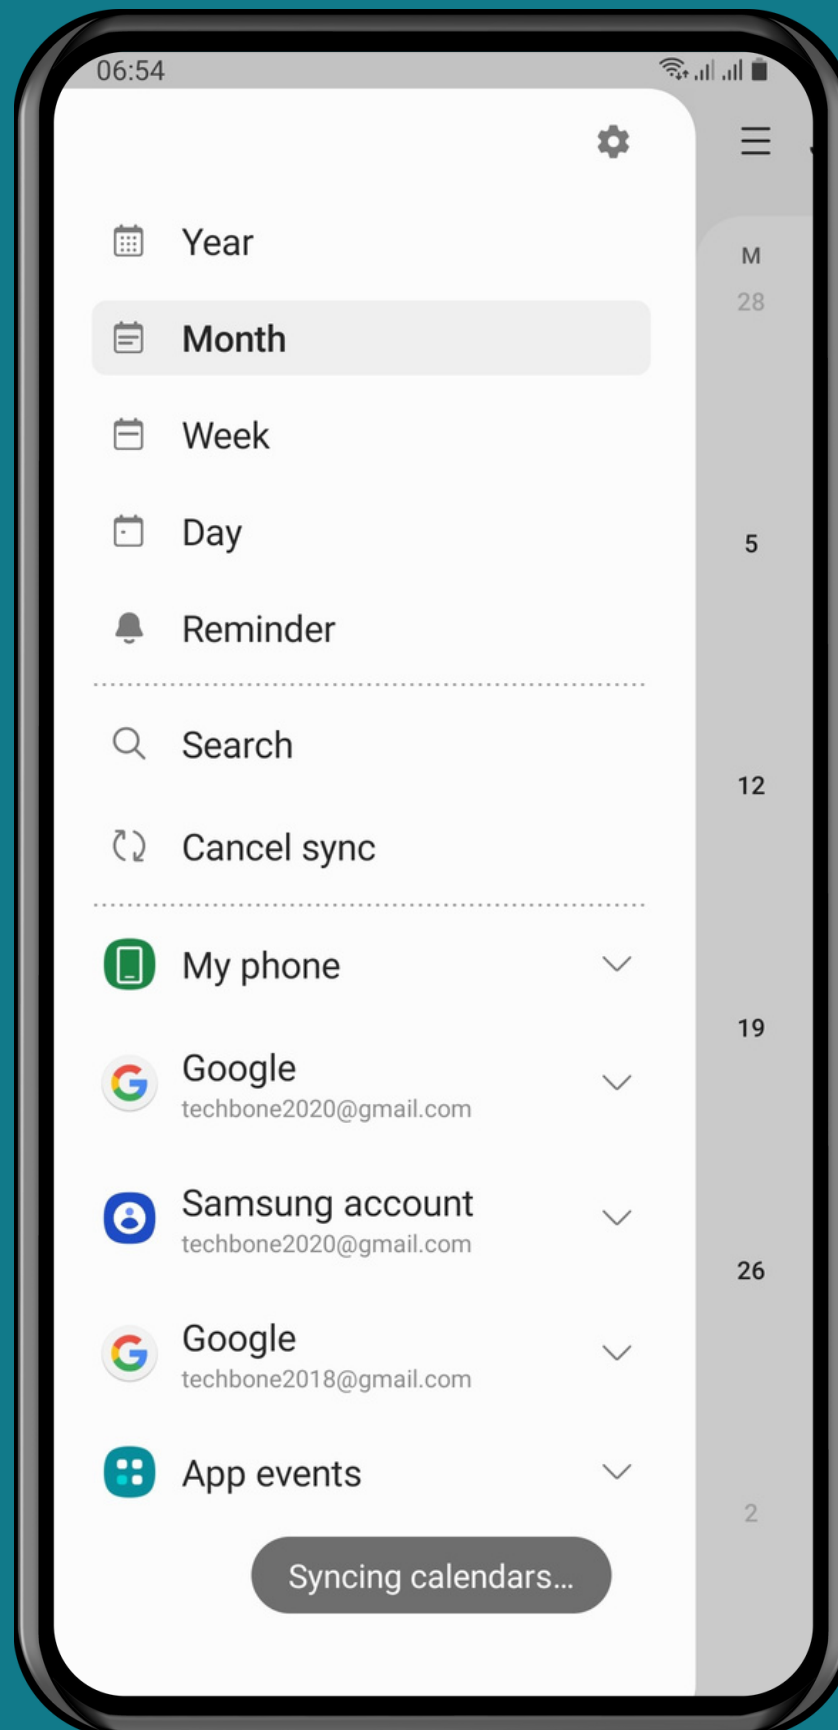 06:54
Year
Month
Week
Day
Reminder
Search
Cancel sync
My phone
Google
techbone2020@gmail.com
Samsung account
techbone2020@gmail.com
Google
techbone2018@gmail.com
App events
Syncing calendars...
M
28
5
12
19
26
2